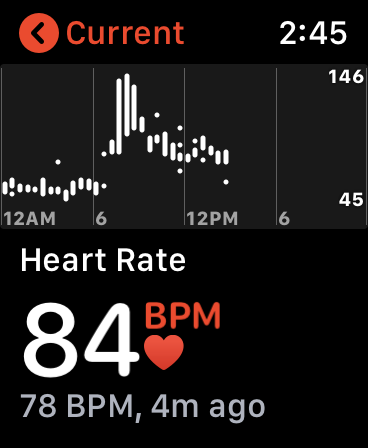 Current 2:45
146
45
12AM 6 12PM 6
Heart Rate
84 BPM
78 BPM, 4m ago